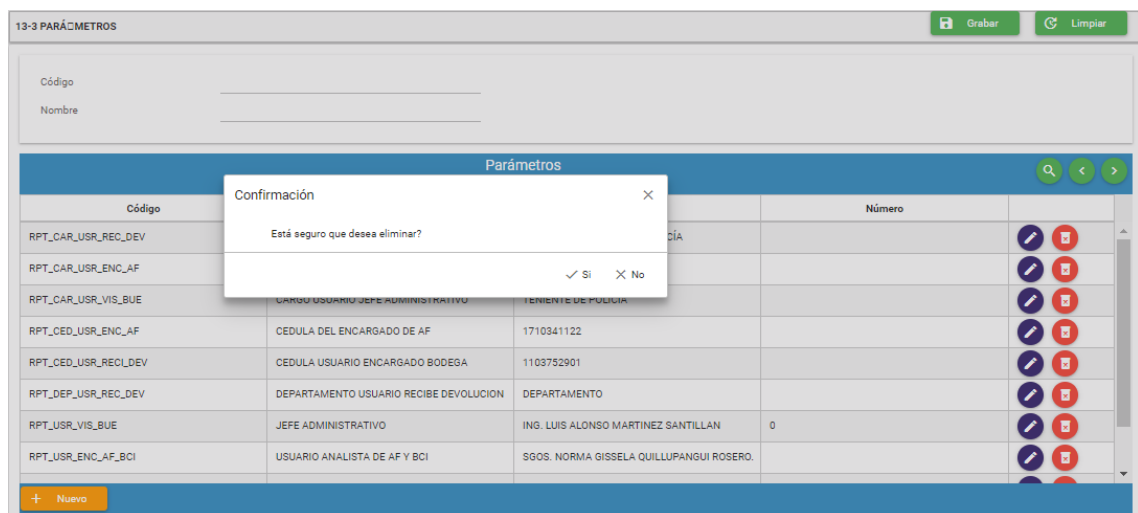 13-3 PARÁ□METROS
Grabar
Limpiar
Código
Nombre
Parámetros
Confirmación
Está seguro que desea eliminar?
Si
No
Código
Número
RPT_CAR_USR_REC_DEV
CÍA
RPT_CAR_USR_ENC_AF
RPT_CAR_USR_VIS_BUE CARGO USUARIO JEFE ADMINISTRATIVO TENIENTE DE POLICIA
RPT_CED_USR_ENC_AF CEDULA DEL ENCARGADO DE AF 1710341122
RPT_CED_USR_RECI_DEV CEDULA USUARIO ENCARGADO BODEGA 1103752901
RPT_DEP_USR_REC_DEV DEPARTAMENTO USUARIO RECIBE DEVOLUCION DEPARTAMENTO
RPT_USR_VIS_BUE JEFE ADMINISTRATIVO ING. LUIS ALONSO MARTINEZ SANTILLAN 0
RPT_USR_ENC_AF_BCI USUARIO ANALISTA DE AF Y BCI SGOS. NORMA GISSELA QUILLUPANGUI ROSERO.
+ Nuevo